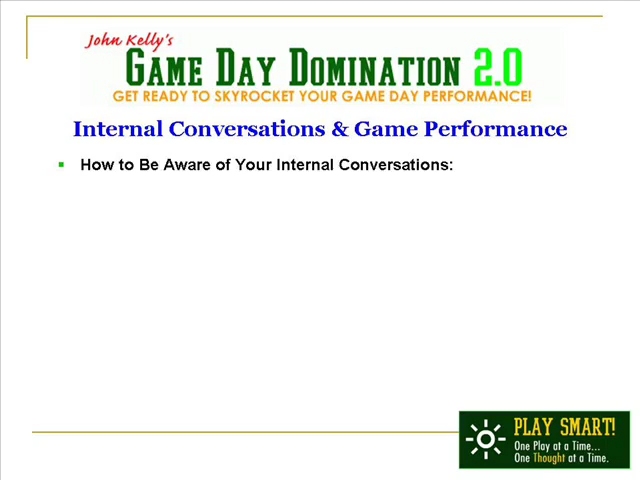 John Kelly's
GAME DAY DOMINATION 2.0
GET READY TO SKYROCKET YOUR GAME DAY PERFORMANCE!
Internal Conversations & Game Performance
How to Be Aware of Your Internal Conversations:
PLAY SMART!
One Play at a Time...
One Thought at a Time.